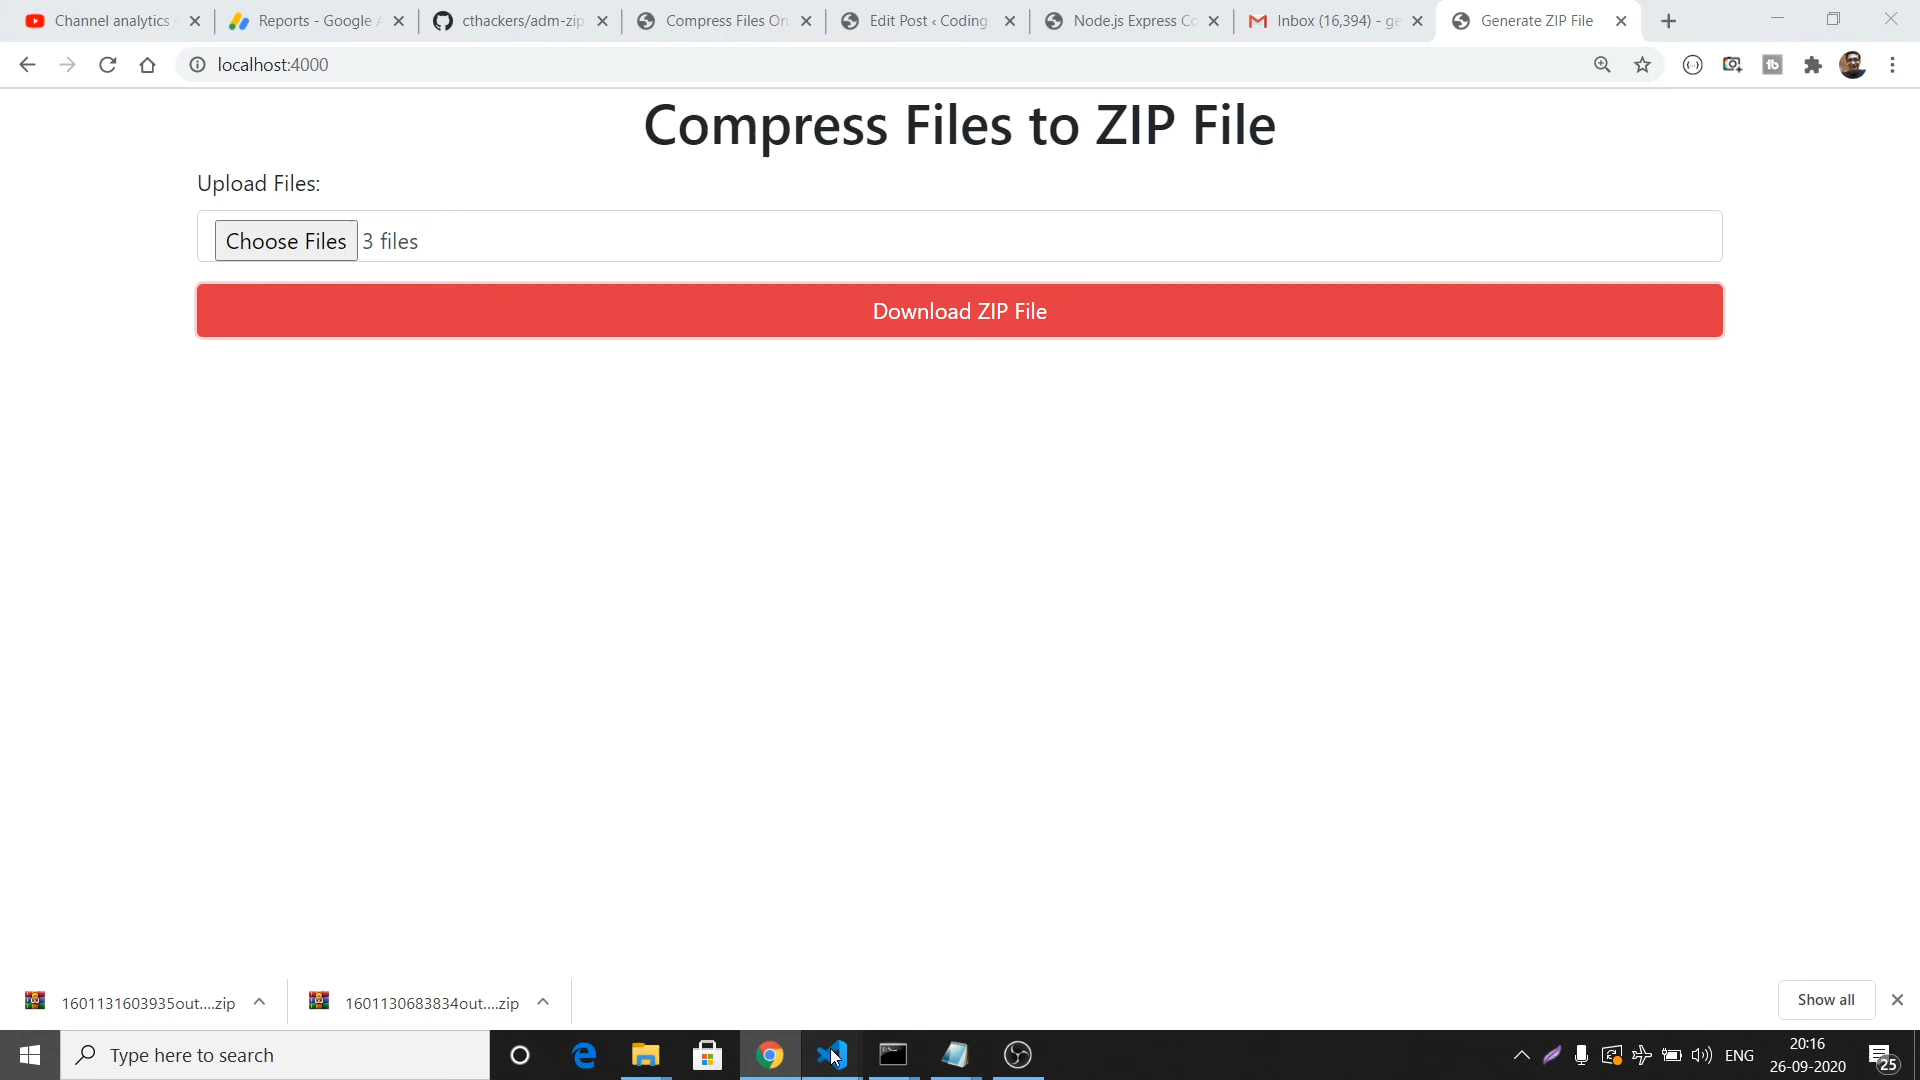 Channel analytics
Reports - Google A
cthackers/adm-zip
Compress Files On
Edit Post ‹ Coding
Node.js Express Co
Inbox (16,394) - ge
Generate ZIP File
localhost:4000
Compress Files to ZIP File
Upload Files:
Choose Files 3 files
Download ZIP File
1601131603935out....zip
1601130683834out....zip
Show all
Type here to search
ENG
20:16
26-09-2020
25